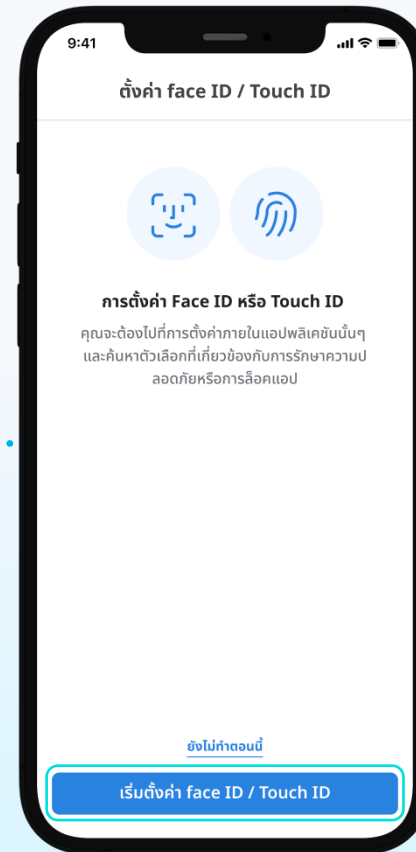 9:41
ตั้งค่า face ID / Touch ID
การตั้งค่า Face ID หรือ Touch ID
คุณจะต้องไปที่การตั้งค่าภายในแอปพลิเคชันนั้นๆ
และค้นหาตัวเลือกที่เกี่ยวข้องกับการรักษาความป
ลอดภัยหรือการล็อคแอป
ยังไม่ทำตอนนี้
เริ่มตั้งค่า face ID / Touch ID